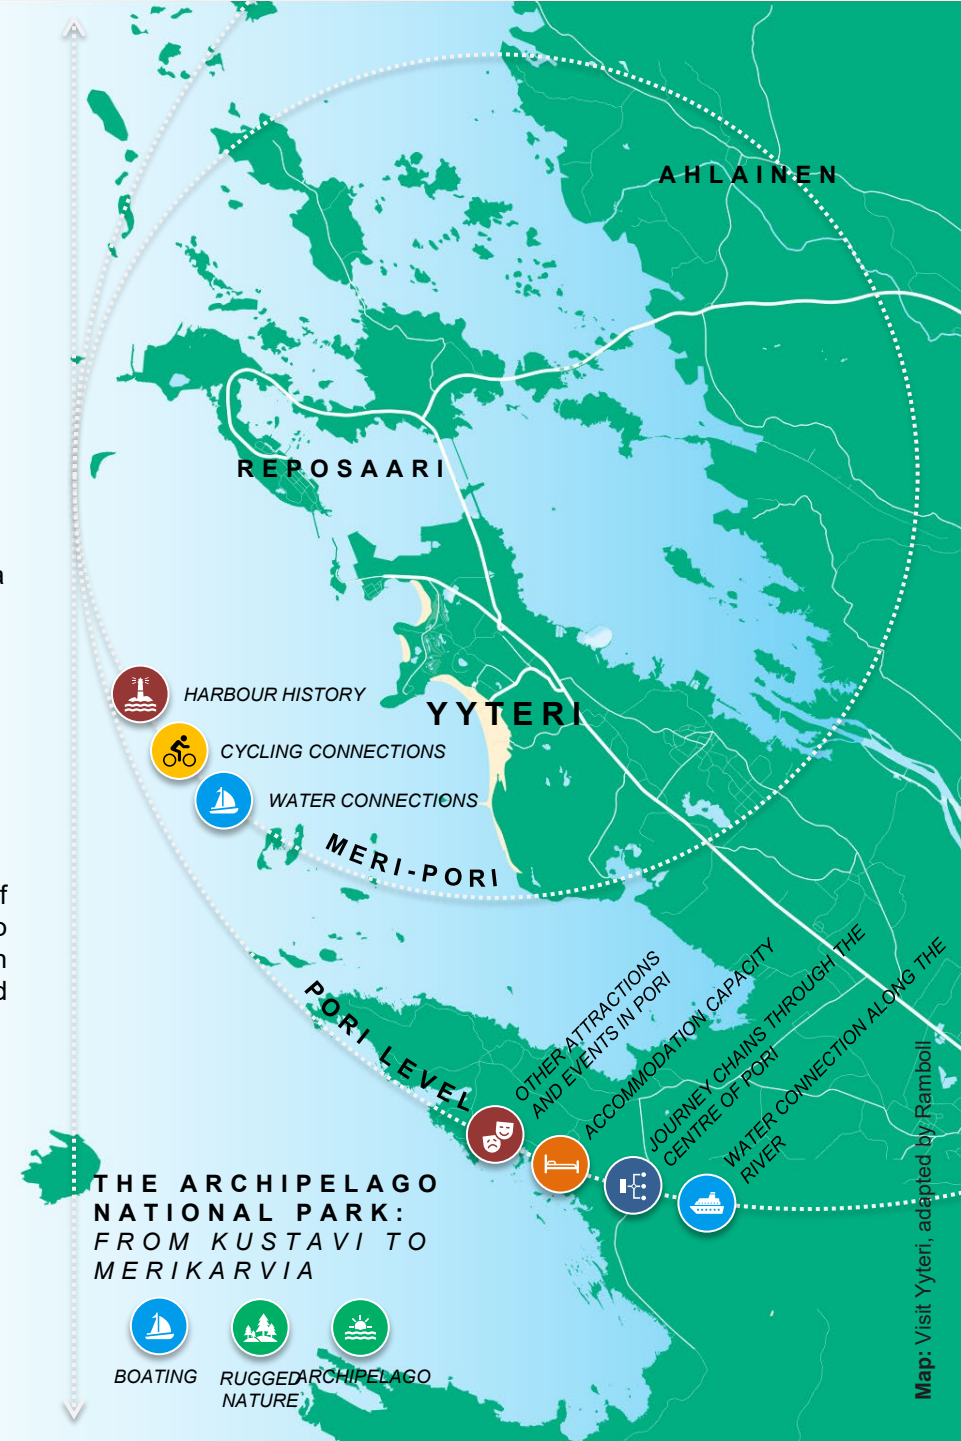 AHLAINEN
REPOSAARI
a
HARBOUR HISTORY
YYTERI
CYCLING CONNECTIONS
WATER CONNECTIONS
MERI-PORI
f
o
n
d
PORI LEVEL
OTHER ATTRACTIONS
AND EVENTS IN PORI
ACCOMMODATION CAPACITY
JOURNEY CHAINS THROUGH THE
CENTRE OF PORI
WATER CONNECTION ALONG THE
RIVER
THE ARCHIPELAGO
NATIONAL PARK:
FROM KUSTAVI TO
MERIKARVIA
BOATING
RUGGED
NATURE
ARCHIPELAGO
Map: Visit Yyteri, adapted by Ramboll